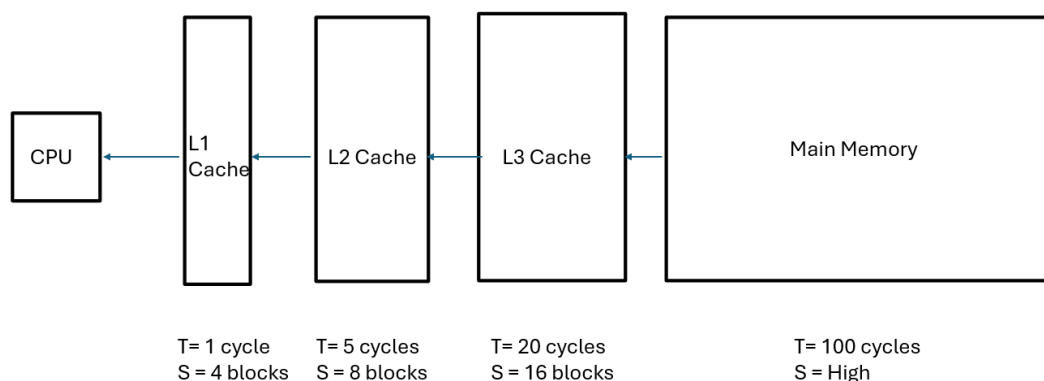 CPU
L1
Cache
L2 Cache
L3 Cache
Main Memory
T= 1 cycle
S = 4 blocks
T= 5 cycles
S = 8 blocks
T= 20 cycles
S = 16 blocks
T= 100 cycles
S = High